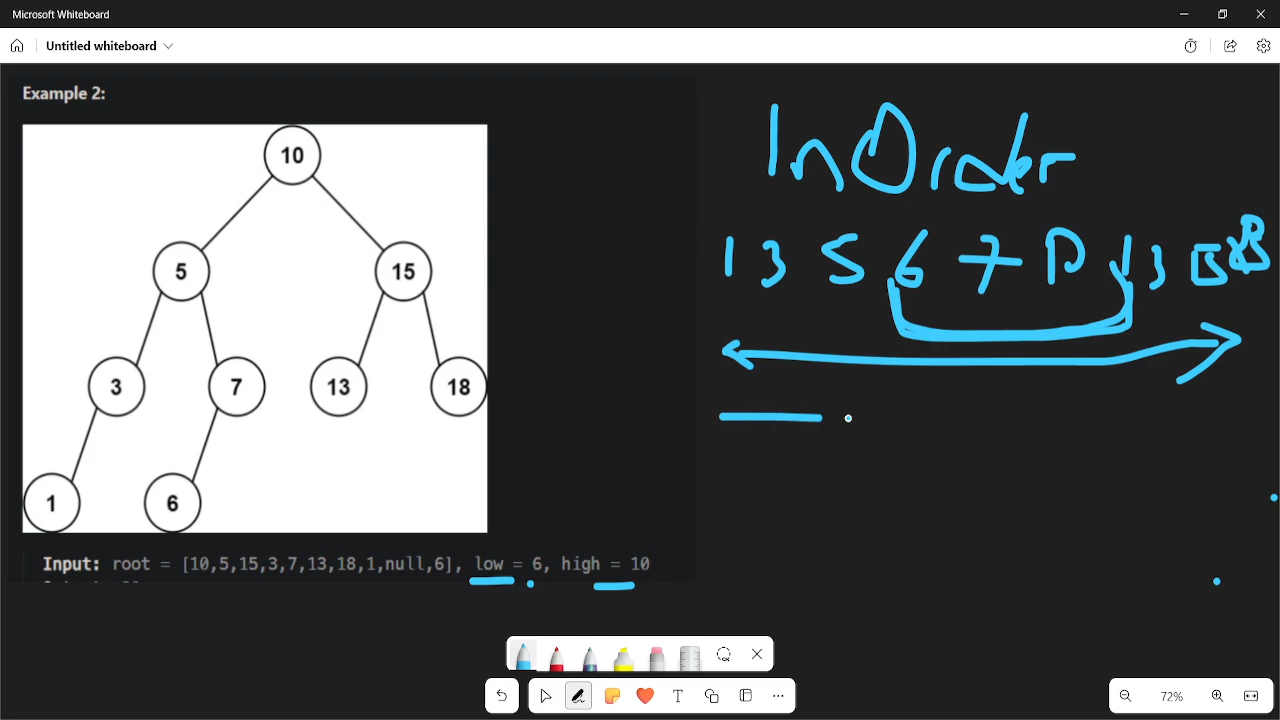 Microsoft Whiteboard
Untitled whiteboard
Example 2:
10
5
15
3
7
13
18
1
6
Input: root = [10,5,15,3,7,13,18,1,null,6], low = 6, high = 10
InOrder
1 3 5 6 7 10 13 15 18
72%